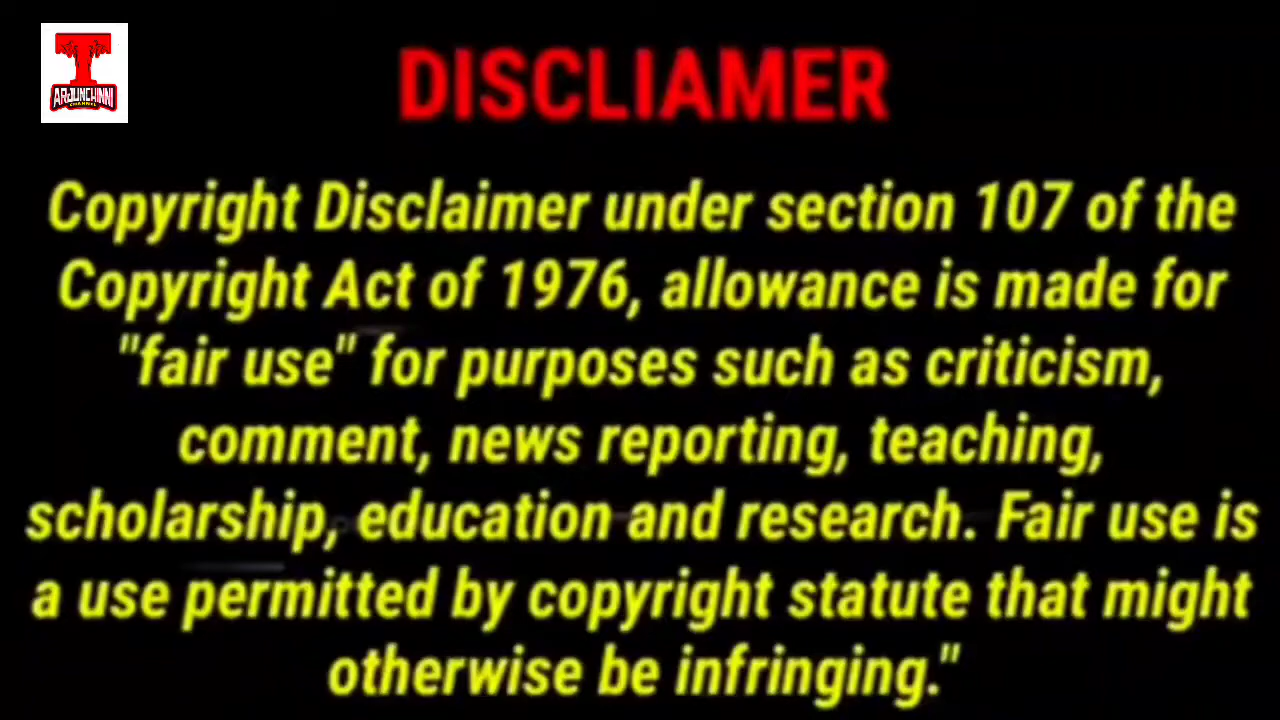 T
ARJUNCHINNI
CHANNEL
DISCLIAMER
Copyright Disclaimer under section 107 of the
Copyright Act of 1976, allowance is made for
"fair use" for purposes such as criticism,
comment, news reporting, teaching,
scholarship, education and research. Fair use is
a use permitted by copyright statute that might
otherwise be infringing."